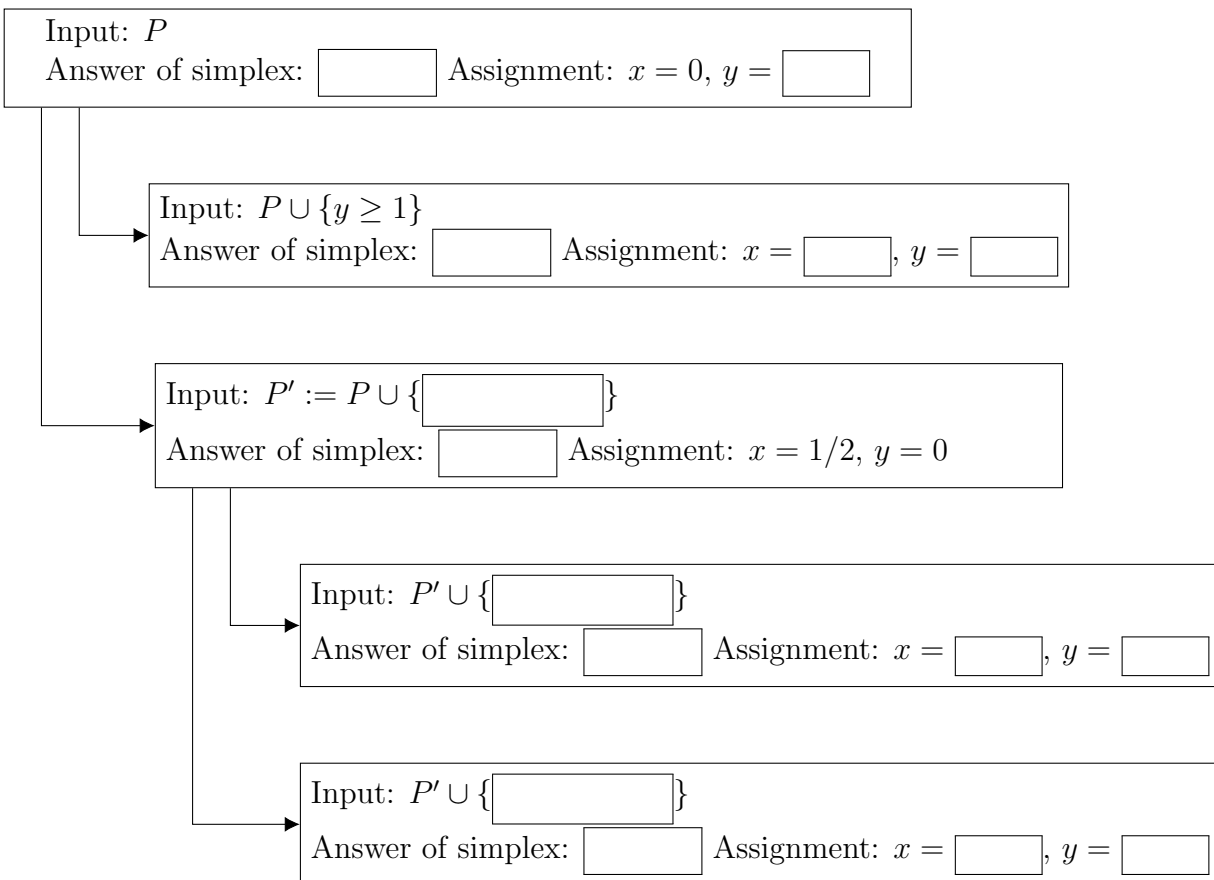 Input: P
Answer of simplex: Assignment: x = 0, y =
Input: P ∪ {y ≥ 1}
Answer of simplex: Assignment: x = , y =
Input: P′ := P ∪ { }
Answer of simplex: Assignment: x = 1/2, y = 0
Input: P′ ∪ { }
Answer of simplex: Assignment: x = , y =
Input: P′ ∪ { }
Answer of simplex: Assignment: x = , y =